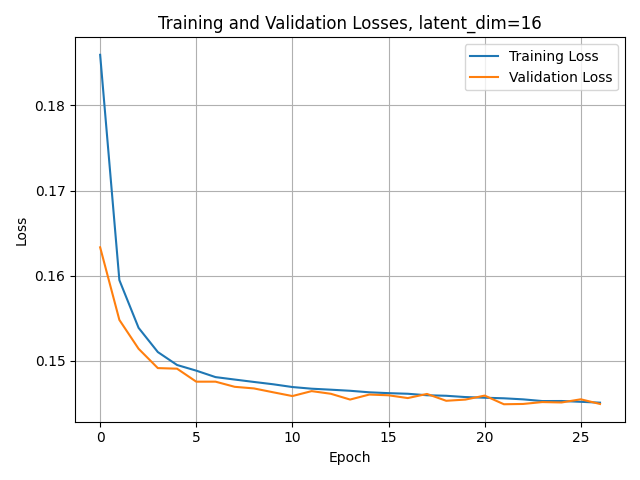 Training and Validation Losses, latent_dim=16
Training Loss
Validation Loss
0.18
0.17
0.16
0.15
Loss
0 5 10 15 20 25
Epoch